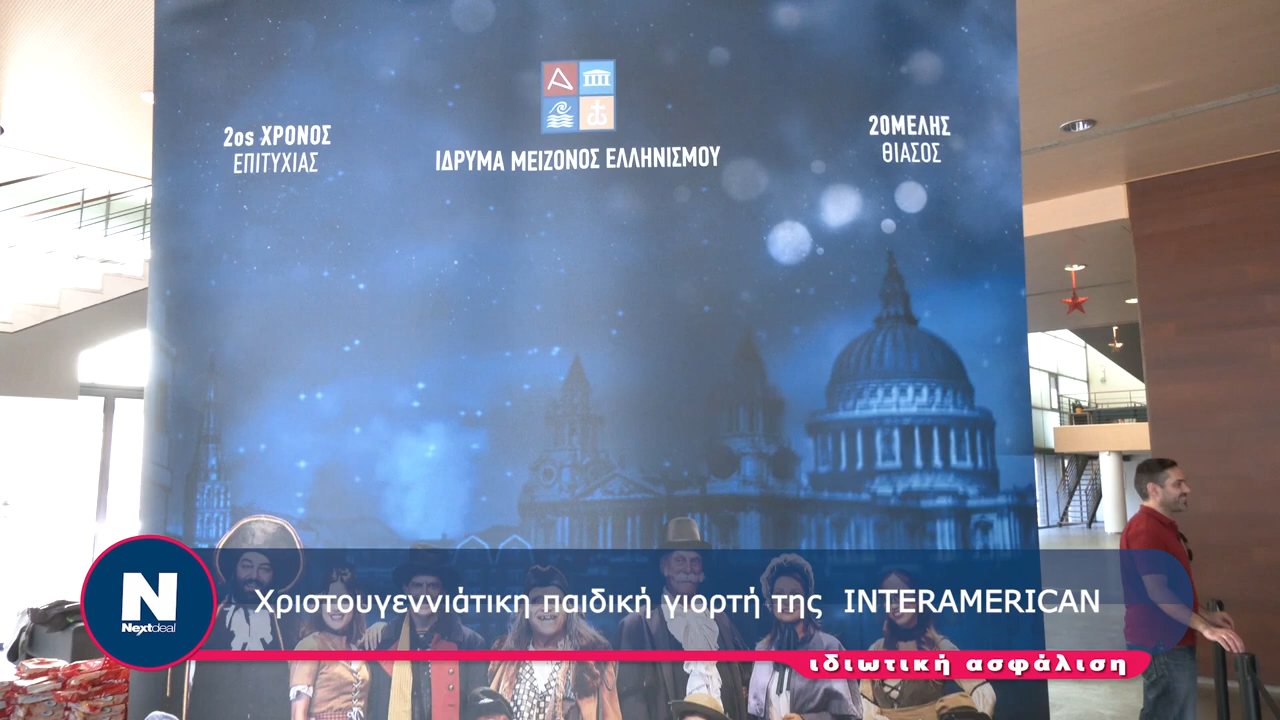 2os ΧΡΟΝΟΣ
ΕΠΙΤΥΧΙΑΣ
ΙΔΡΥΜΑ ΜΕΙΖΟΝΟΣ ΕΛΛΗΝΙΣΜΟΥ
20ΜΕΛΗΣ
ΘΙΑΣΟΣ
N
Nextdeal
Χριστουγεννιάτικη παιδική γιορτή της INTERAMERICAN
ιδιωτική ασφάλιση